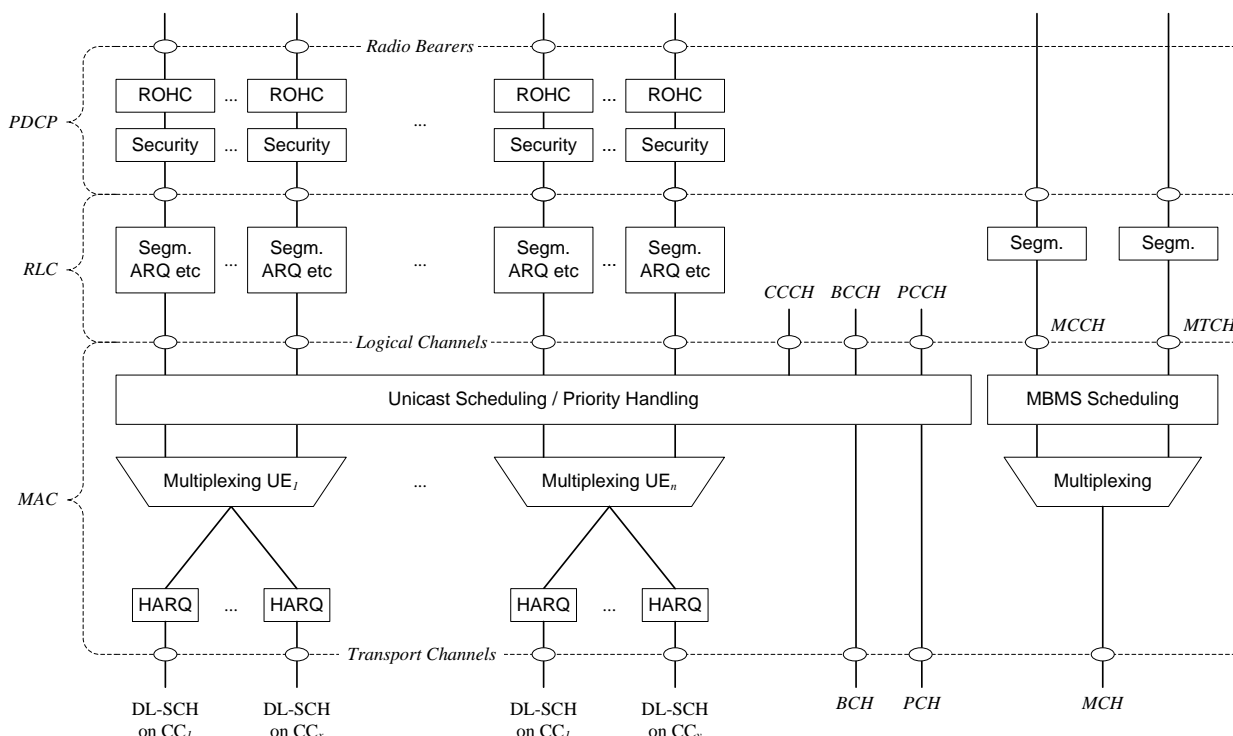 Radio Bearers
ROHC ... ROHC ROHC ... ROHC
PDCP ...
Security ... Security Security ... Security
Segm. Segm. Segm. Segm. Segm. Segm.
... ... ...
RLC ARQ etc ARQ etc ARQ etc ARQ etc
CCCH BCCH PCCH
MCCH MTCH
Logical Channels
Unicast Scheduling / Priority Handling MBMS Scheduling
Multiplexing UE1 ... Multiplexing UEn Multiplexing
MAC
HARQ ... HARQ HARQ ... HARQ
Transport Channels
DL-SCH DL-SCH DL-SCH DL-SCH BCH PCH MCH
on CC1 on CCx on CC1 on CCx